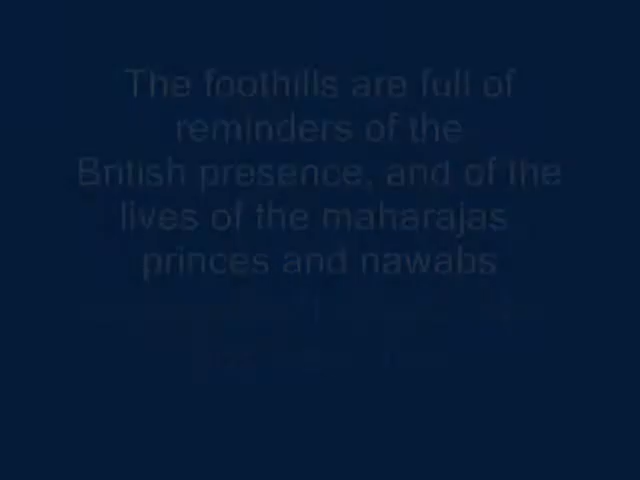 The foothills are full of
reminders of the
British presence, and of the
lives of the maharajas
princes and nawabs